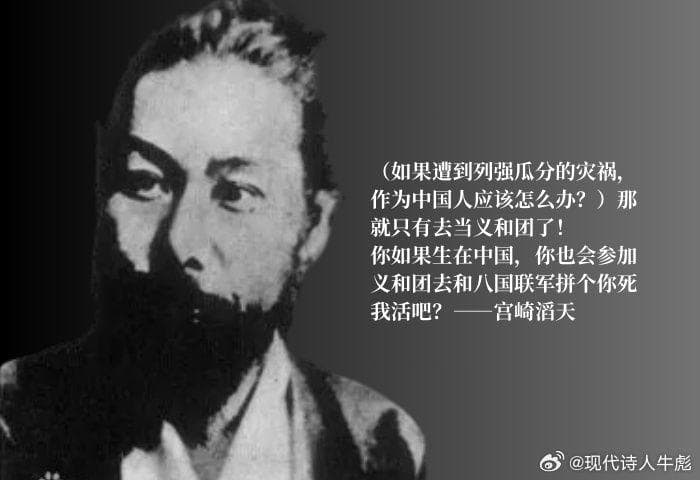 （如果遭到列强瓜分的灾祸，
作为中国人应该怎么办？）那
就只有去当义和团了！
你如果生在中国，你也会参加
义和团去和八国联军拼个你死
我活吧？——宫崎滔天
@现代诗人牛彪